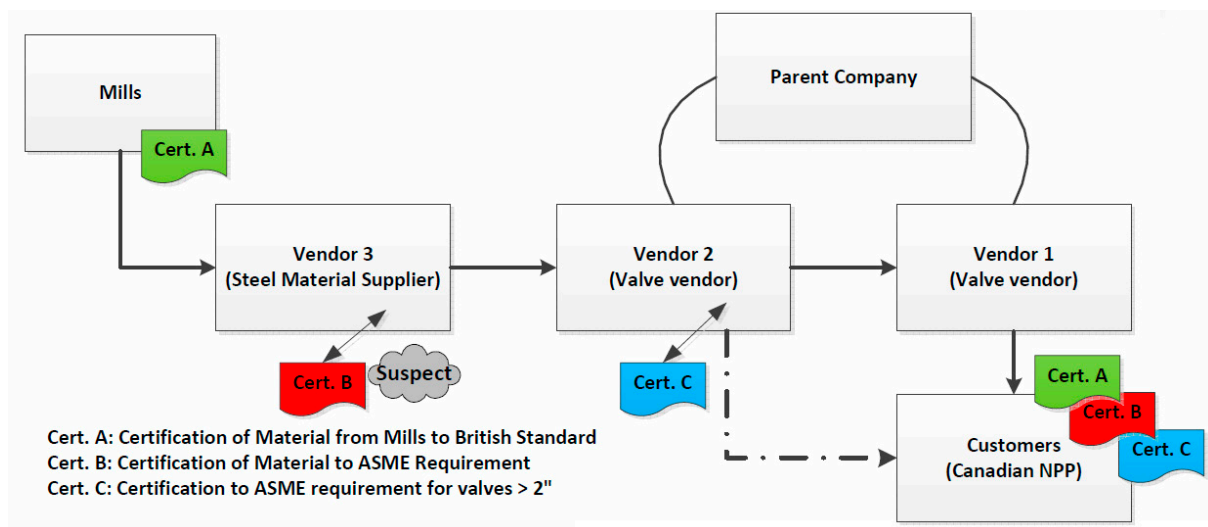 Parent Company
Mills
Cert. A
Vendor 3
(Steel Material Supplier)
Vendor 2
(Valve vendor)
Vendor 1
(Valve vendor)
Cert. B
Suspect
Cert. C
Cert. A
Cert. B
Cert. C
Customers
(Canadian NPP)
Cert. A: Certification of Material from Mills to British Standard
Cert. B: Certification of Material to ASME Requirement
Cert. C: Certification to ASME requirement for valves > 2"